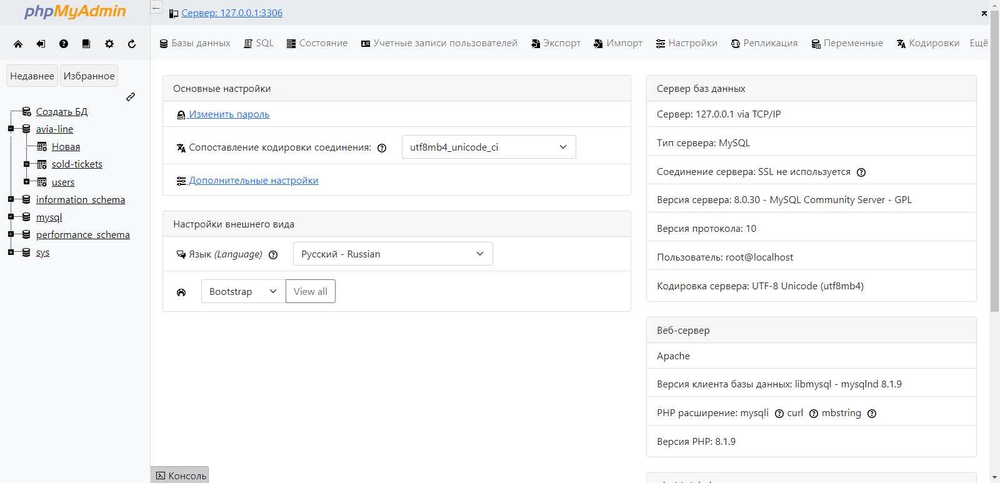 phpMyAdmin
Сервер: 127.0.0.1:3306
Базы данных
SQL
Состояние
Учетные записи пользователей
Экспорт
Импорт
Настройки
Репликация
Переменные
Кодировки
Ещё
Недавнее
Избранное
Создать БД
avia-line
Новая
sold-tickets
users
information_schema
mysql
performance_schema
sys
Основные настройки
Изменить пароль
Сопоставление кодировки соединения:
utf8mb4_unicode_ci
Дополнительные настройки
Настройки внешнего вида
Язык (Language)
Русский - Russian
Bootstrap
View all
Сервер баз данных
Сервер: 127.0.0.1 via TCP/IP
Тип сервера: MySQL
Соединение сервера: SSL не используется
Версия сервера: 8.0.30 - MySQL Community Server - GPL
Версия протокола: 10
Пользователь: root@localhost
Кодировка сервера: UTF-8 Unicode (utf8mb4)
Веб-сервер
Apache
Версия клиента базы данных: libmysql - mysqlnd 8.1.9
PHP расширение: mysqli curl mbstring
Версия PHP: 8.1.9
Консоль